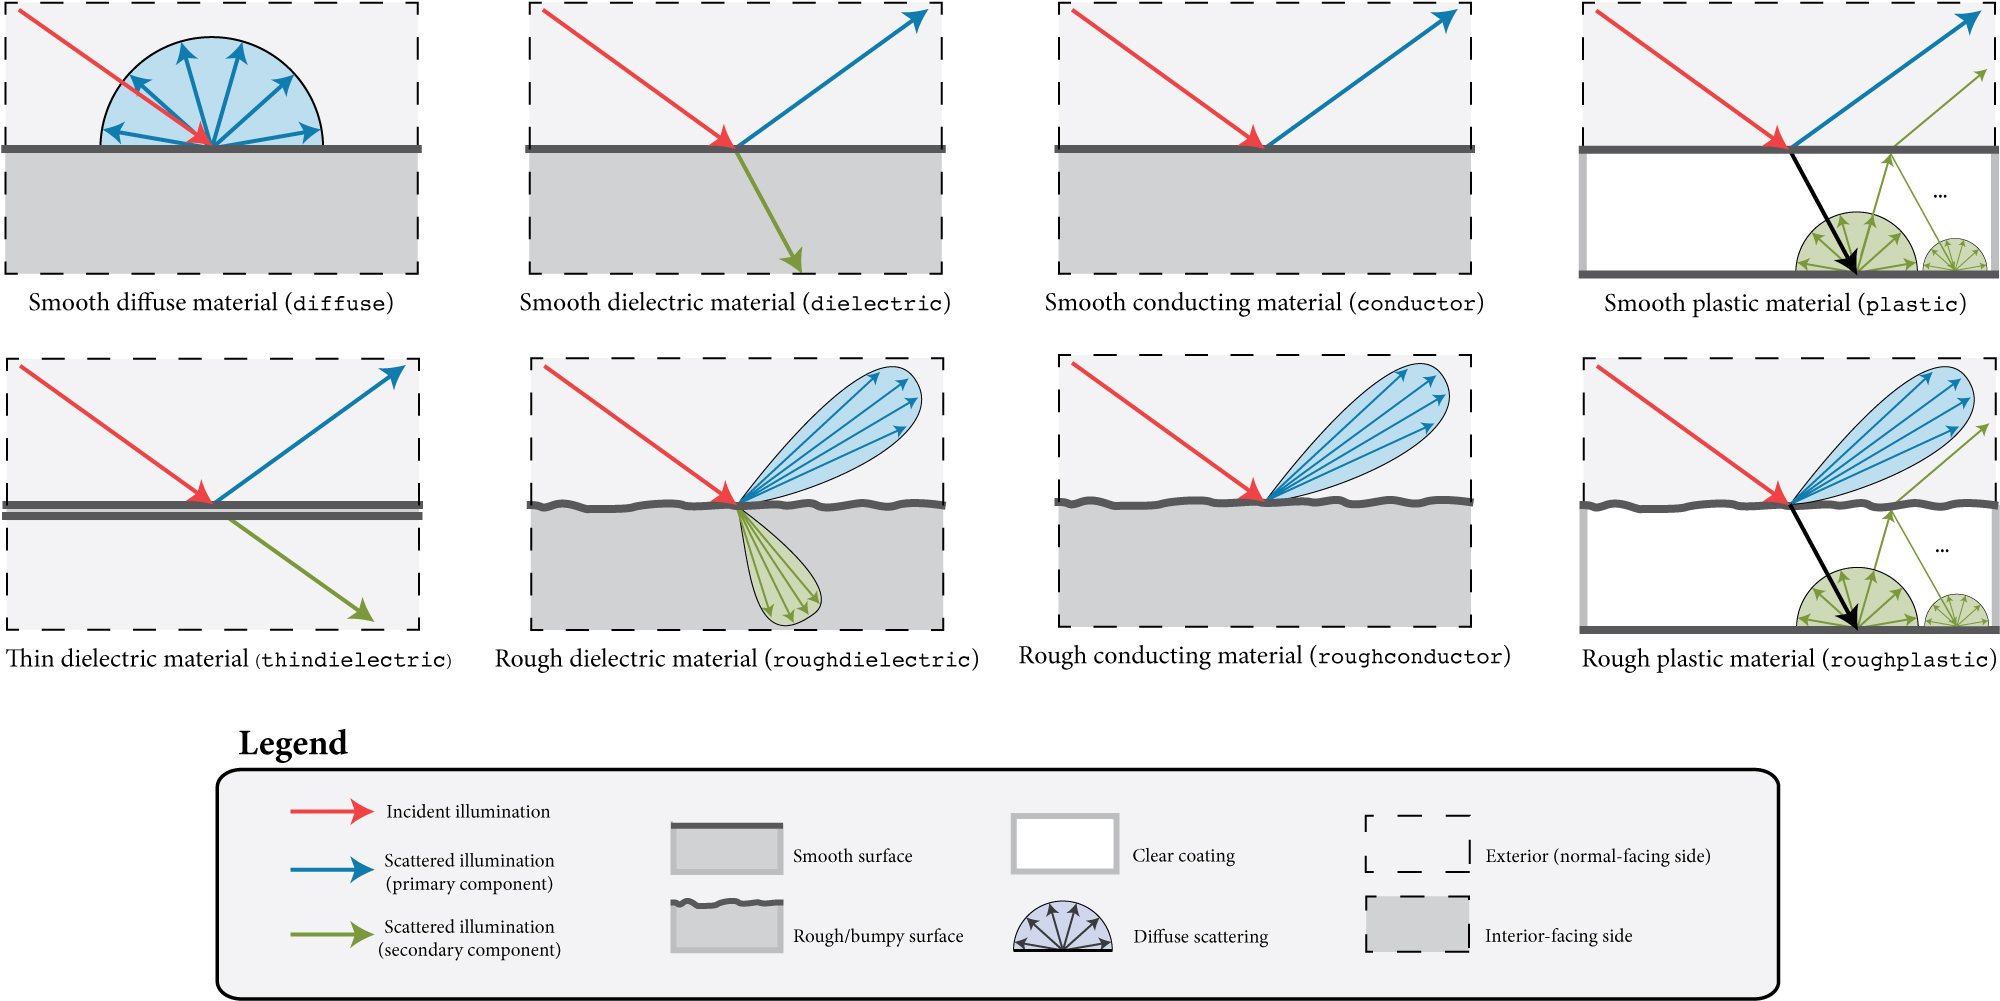 Smooth diffuse material (diffuse)
Smooth dielectric material (dielectric)
Smooth conducting material (conductor)
...
Smooth plastic material (plastic)
Thin dielectric material (thindielectric)
Rough dielectric material (roughdielectric)
Rough conducting material (roughconductor)
...
Rough plastic material (roughplastic)
Legend
Incident illumination
Scattered illumination
(primary component)
Scattered illumination
(secondary component)
Smooth surface
Rough/bumpy surface
Clear coating
Diffuse scattering
Exterior (normal-facing side)
Interior-facing side